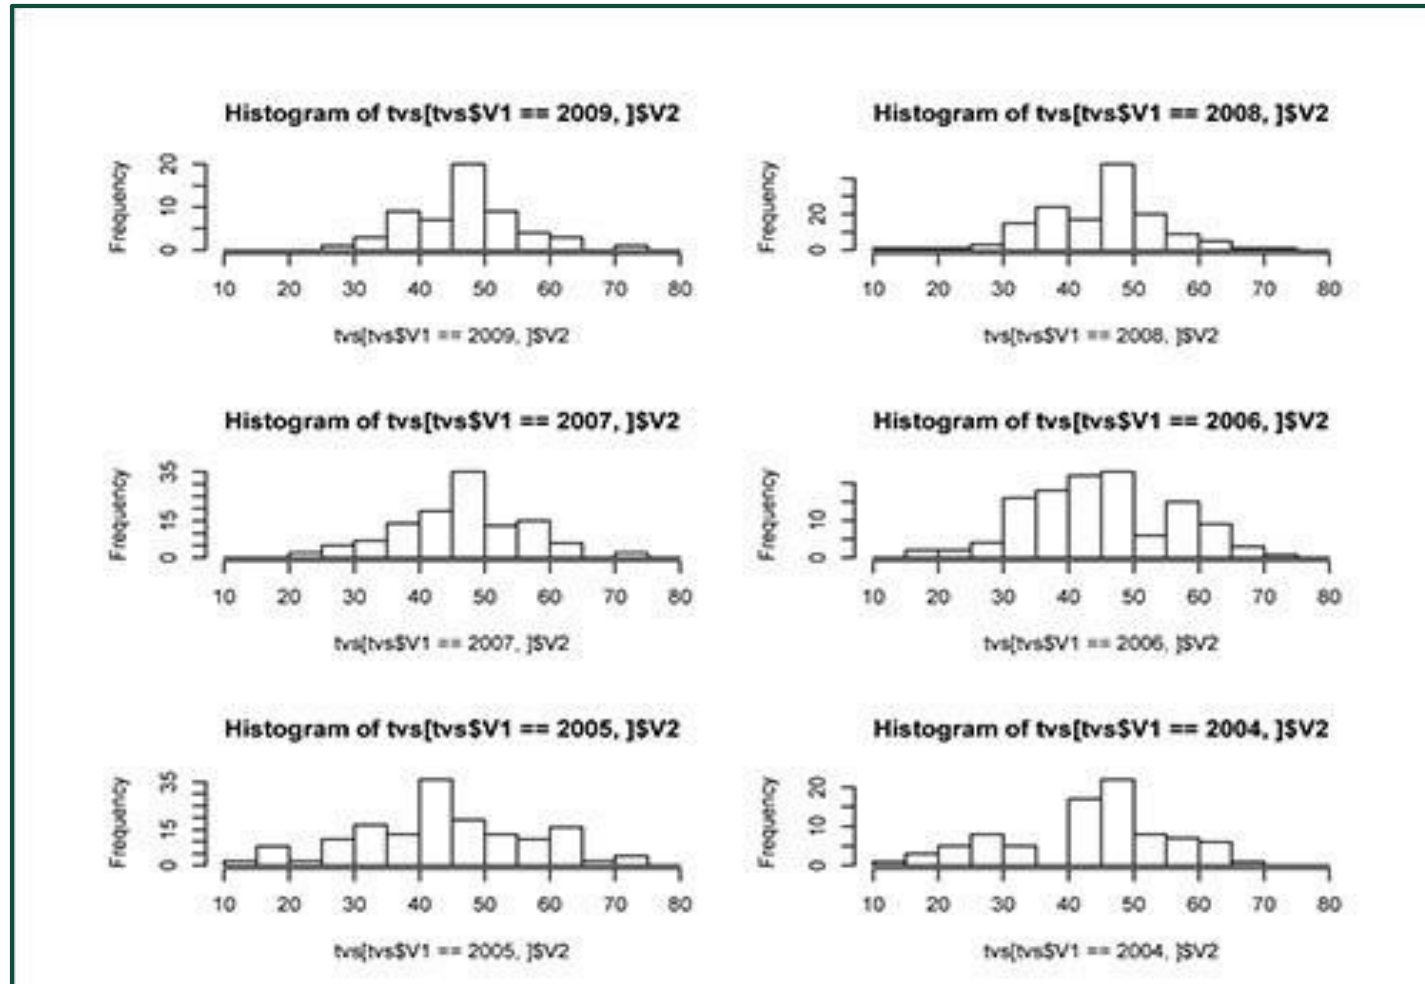 Histogram of tvs[tvs$V1 == 2009, ]$V2
Frequency
20
10
0
10 20 30 40 50 60 70 80
tvs[tvs$V1 == 2009, ]$V2
Histogram of tvs[tvs$V1 == 2008, ]$V2
Frequency
20
0
10 20 30 40 50 60 70 80
tvs[tvs$V1 == 2008, ]$V2
Histogram of tvs[tvs$V1 == 2007, ]$V2
Frequency
35
15
0
10 20 30 40 50 60 70 80
tvs[tvs$V1 == 2007, ]$V2
Histogram of tvs[tvs$V1 == 2006, ]$V2
Frequency
10
0
10 20 30 40 50 60 70 80
tvs[tvs$V1 == 2006, ]$V2
Histogram of tvs[tvs$V1 == 2005, ]$V2
Frequency
35
15
0
10 20 30 40 50 60 70 80
tvs[tvs$V1 == 2005, ]$V2
Histogram of tvs[tvs$V1 == 2004, ]$V2
Frequency
20
10
0
10 20 30 40 50 60 70 80
tvs[tvs$V1 == 2004, ]$V2